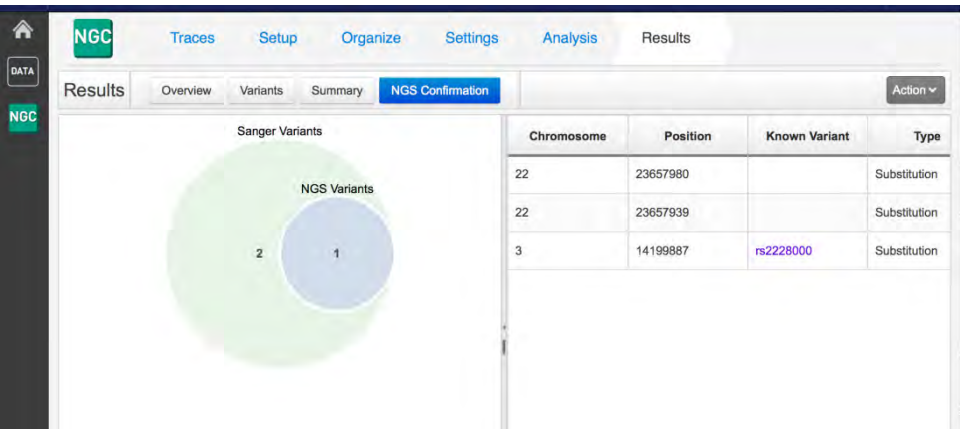 NGC Traces Setup Organize Settings Analysis Results
DATA
NGC
Results Overview Variants Summary NGS Confirmation Action
Sanger Variants
NGS Variants
2 1
Chromosome Position Known Variant Type
22 23657980 Substitution
22 23657939 Substitution
3 14199887 rs2228000 Substitution